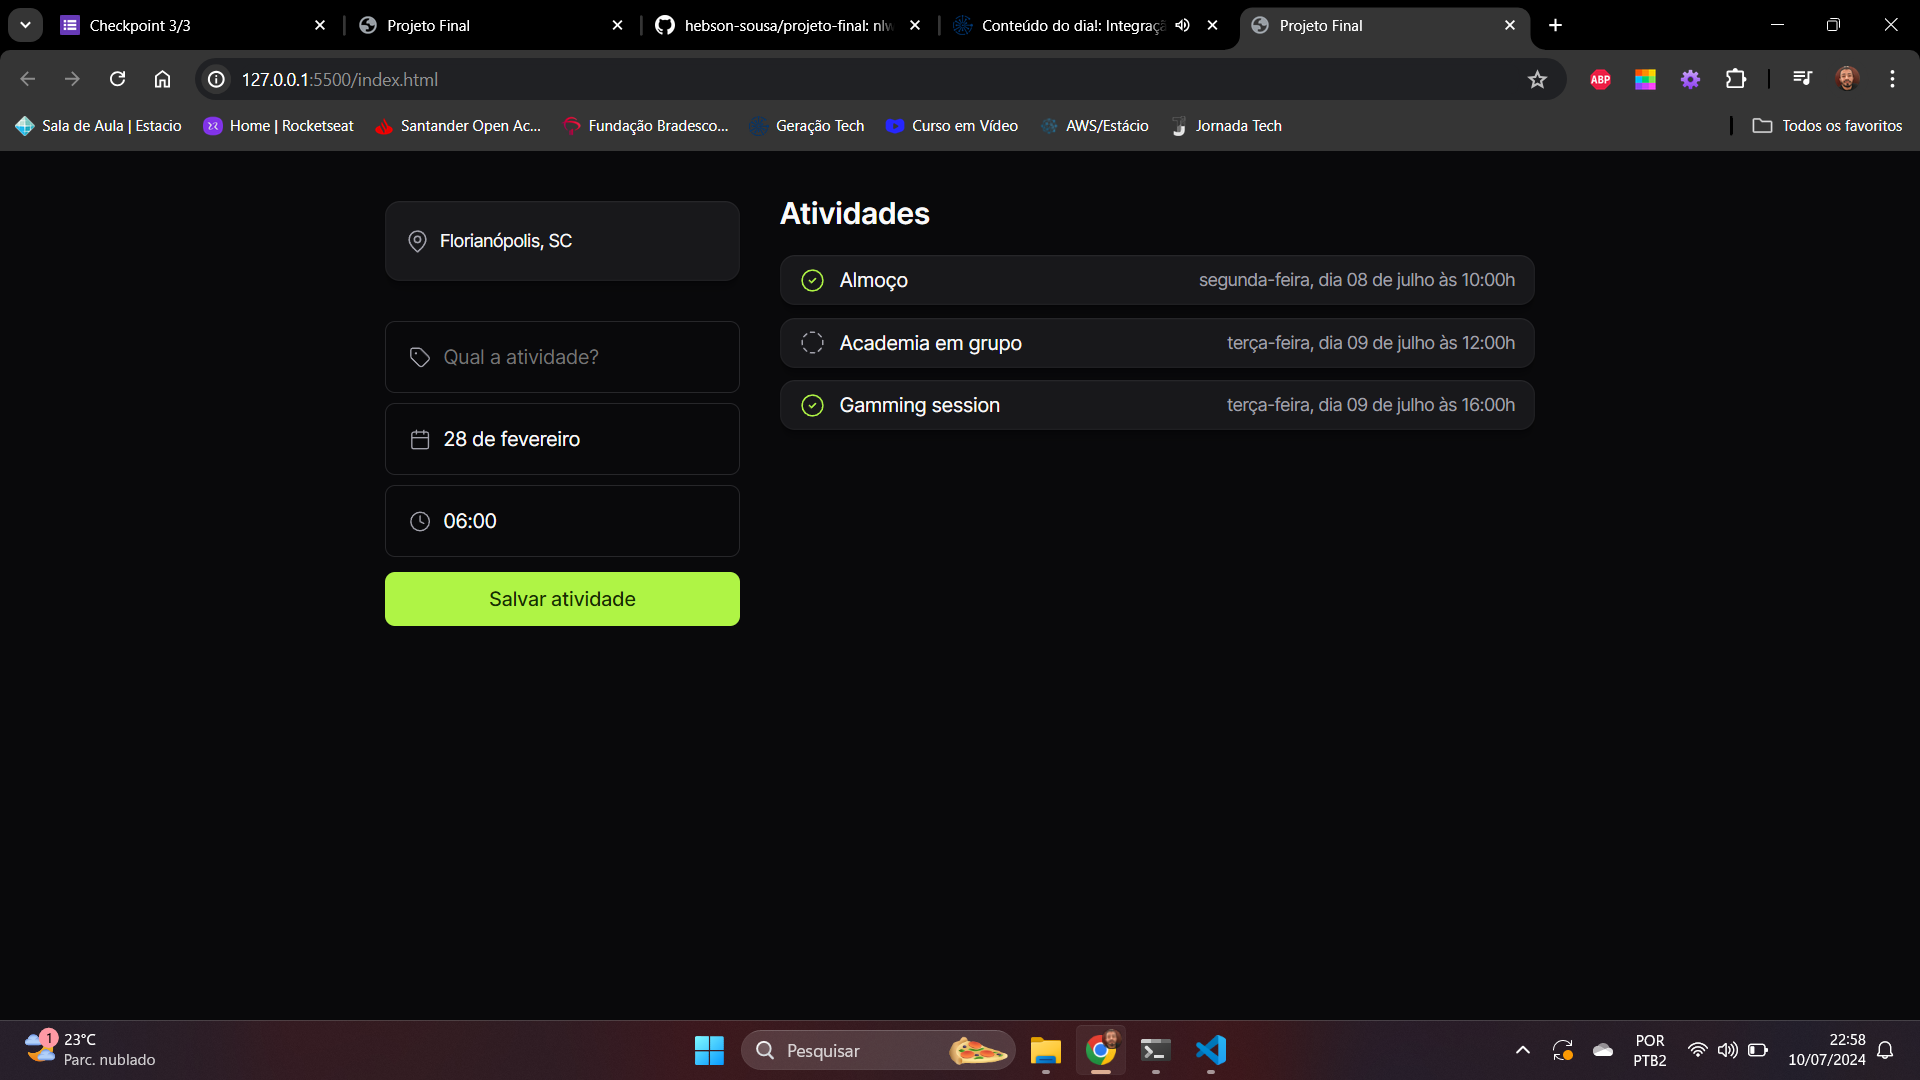 Checkpoint 3/3
Projeto Final
hebson-sousa/projeto-final: nlw
Conteúdo do dia!: Integraçã
Projeto Final
127.0.0.1:5500/index.html
ABP
Sala de Aula | Estacio
Home | Rocketseat
Santander Open Ac...
Fundação Bradesco...
Geração Tech
Curso em Vídeo
AWS/Estácio
Jornada Tech
Todos os favoritos
Florianópolis, SC
Qual a atividade?
28 de fevereiro
06:00
Salvar atividade
Atividades
Almoço segunda-feira, dia 08 de julho às 10:00h
Academia em grupo terça-feira, dia 09 de julho às 12:00h
Gamming session terça-feira, dia 09 de julho às 16:00h
1
23°C
Parc. nublado
Pesquisar
POR
PTB2
22:58
10/07/2024